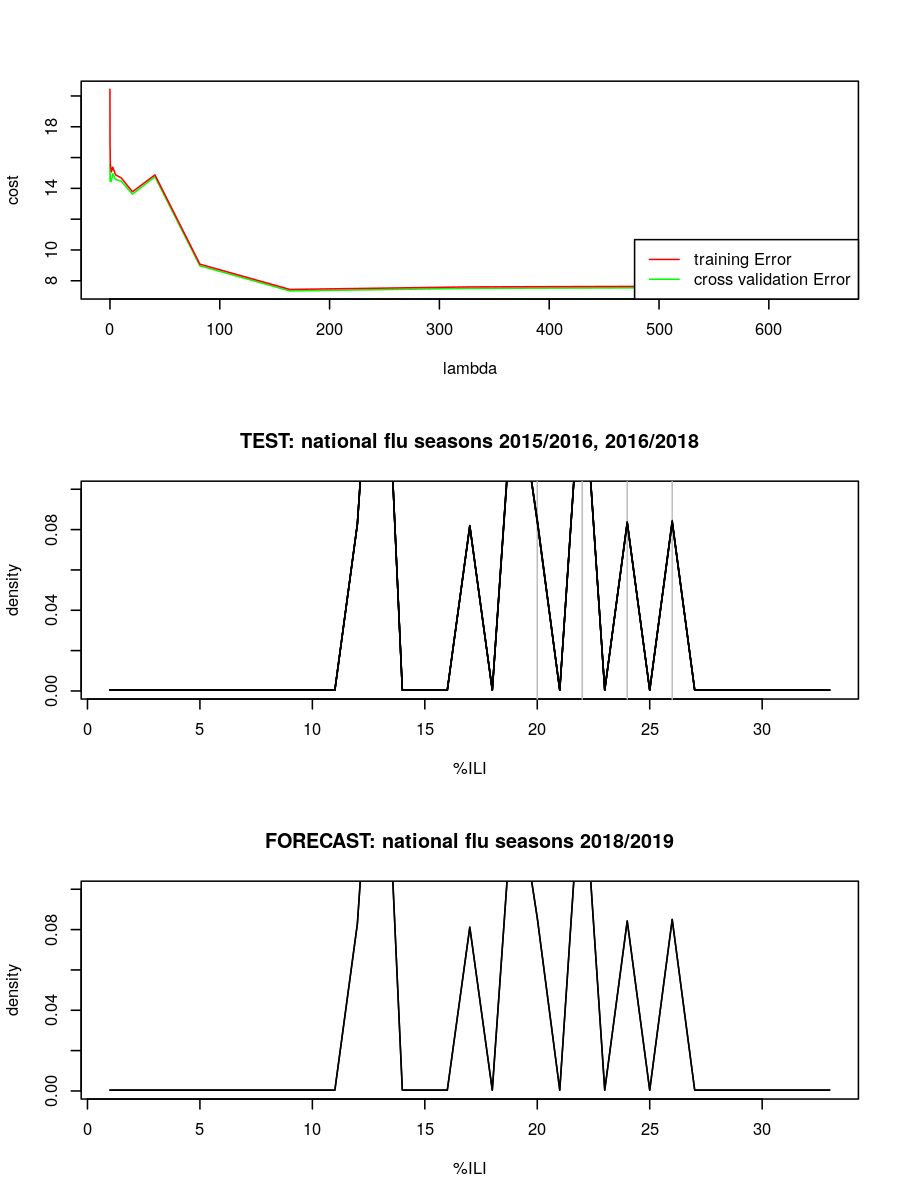 cost
18
14
10
8
training Error
cross validation Error
0 100 200 300 400 500 600
lambda
TEST: national flu seasons 2015/2016, 2016/2018
density
0.08
0.04
0.00
0 5 10 15 20 25 30
%ILI
FORECAST: national flu seasons 2018/2019
density
0.08
0.04
0.00
0 5 10 15 20 25 30
%ILI